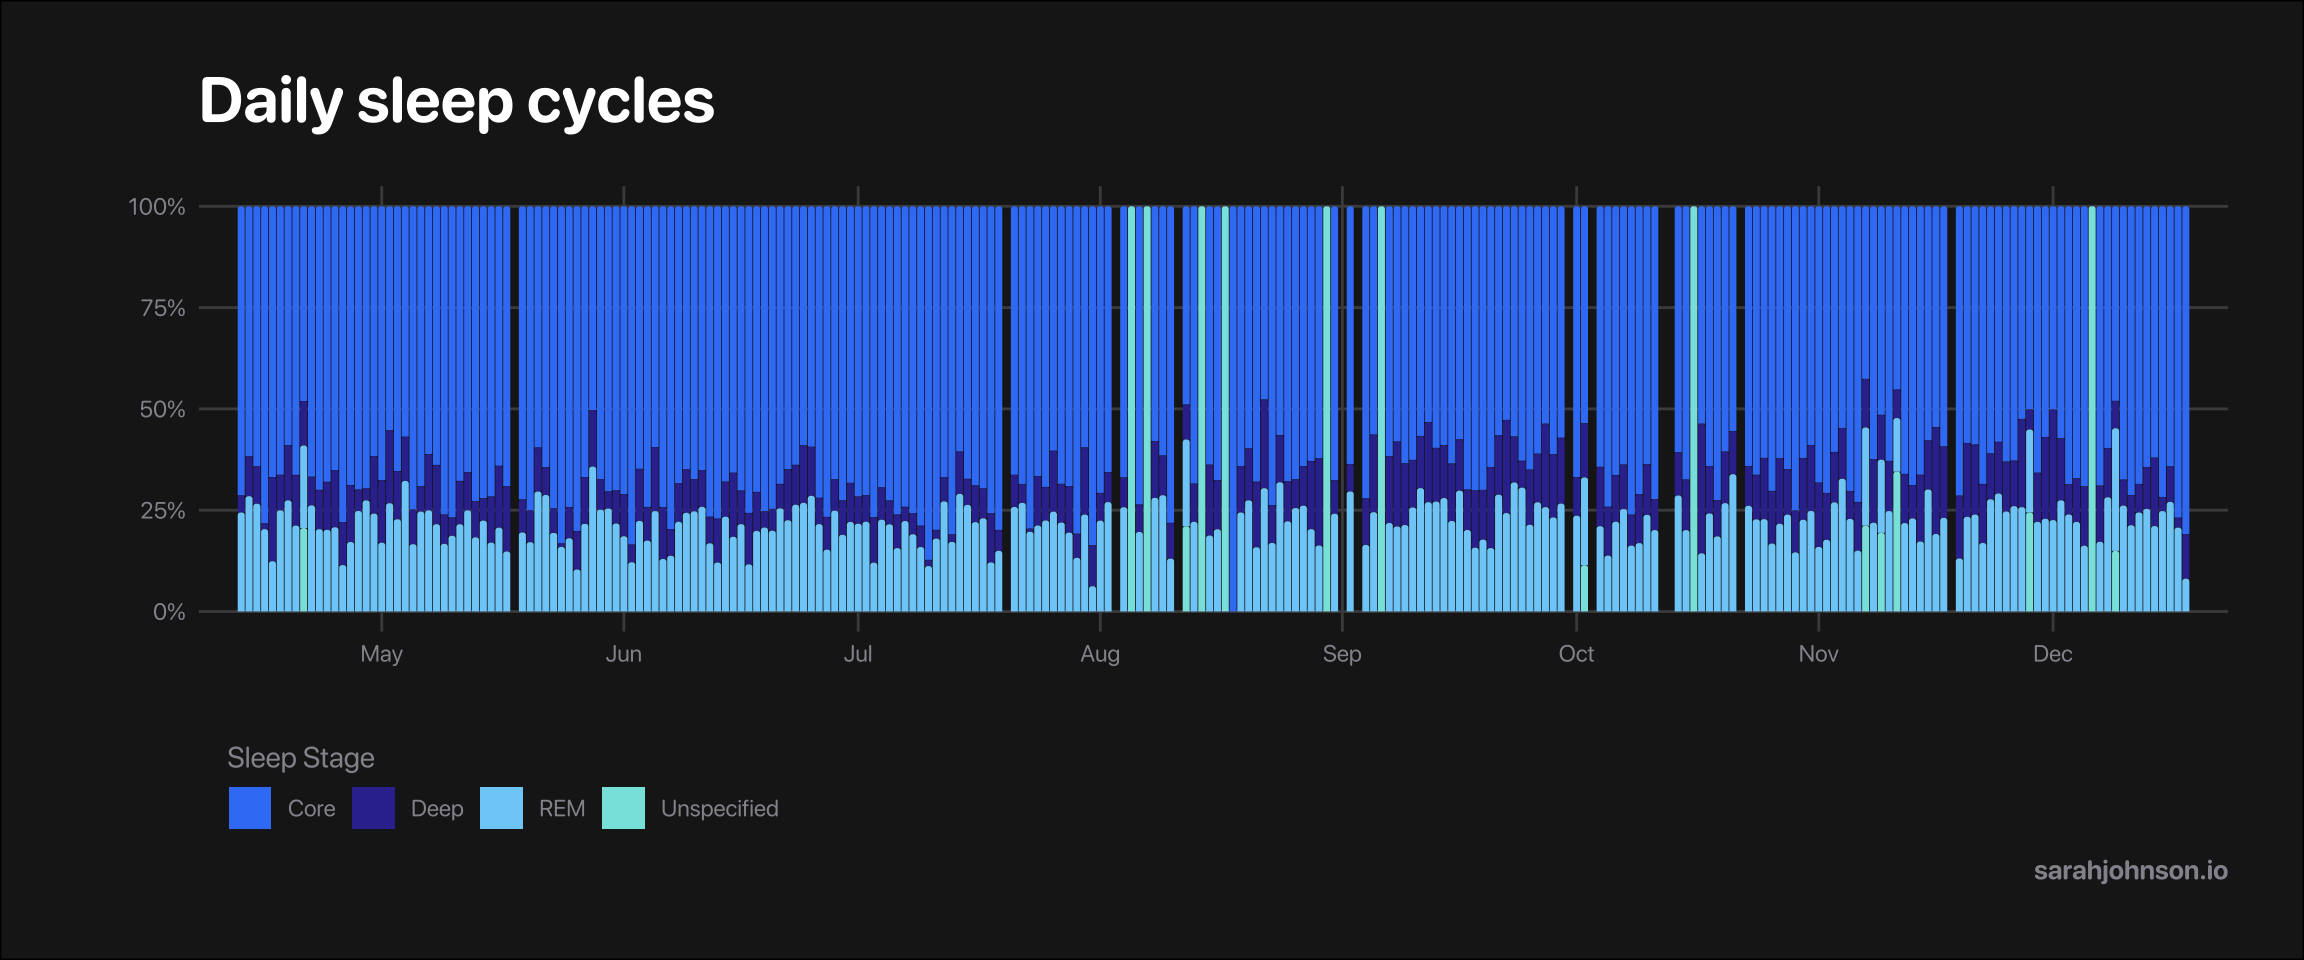 Daily sleep cycles
100%
75%
50%
25%
0%
May Jun Jul Aug Sep Oct Nov Dec
Sleep Stage
Core Deep REM Unspecified
sarahjohnson.io